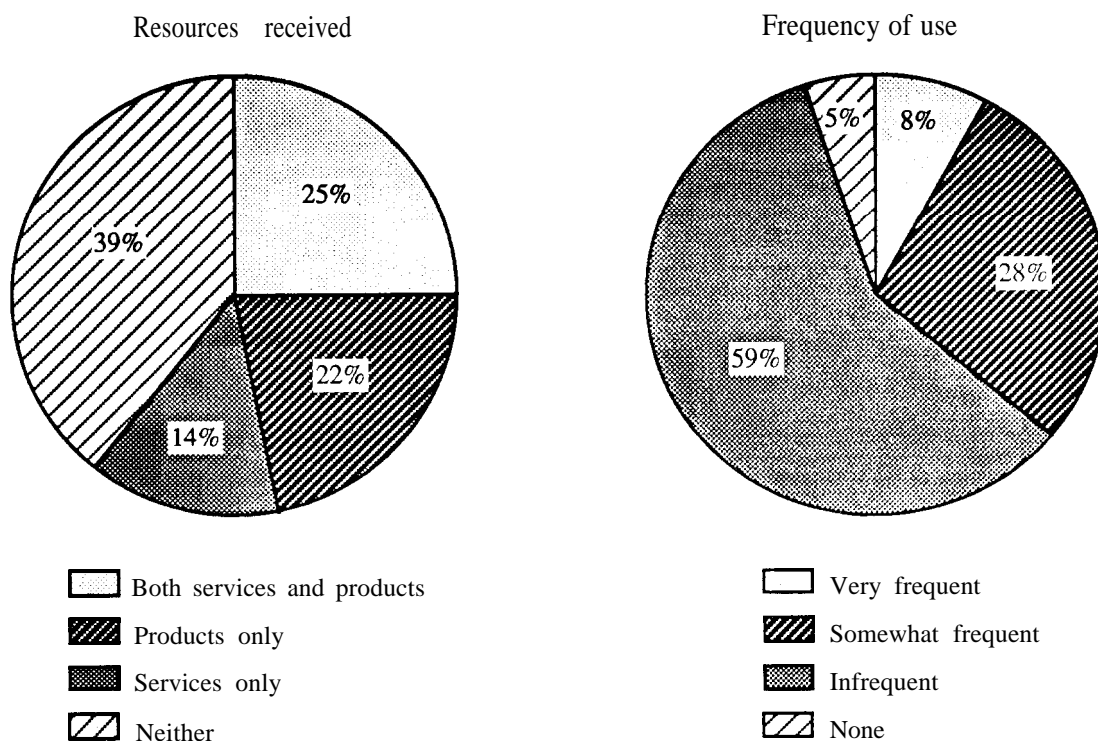 Resources received
25%
39%
22%
14%
Both services and products
Products only
Services only
Neither
Frequency of use
5%
8%
28%
59%
Very frequent
Somewhat frequent
Infrequent
None